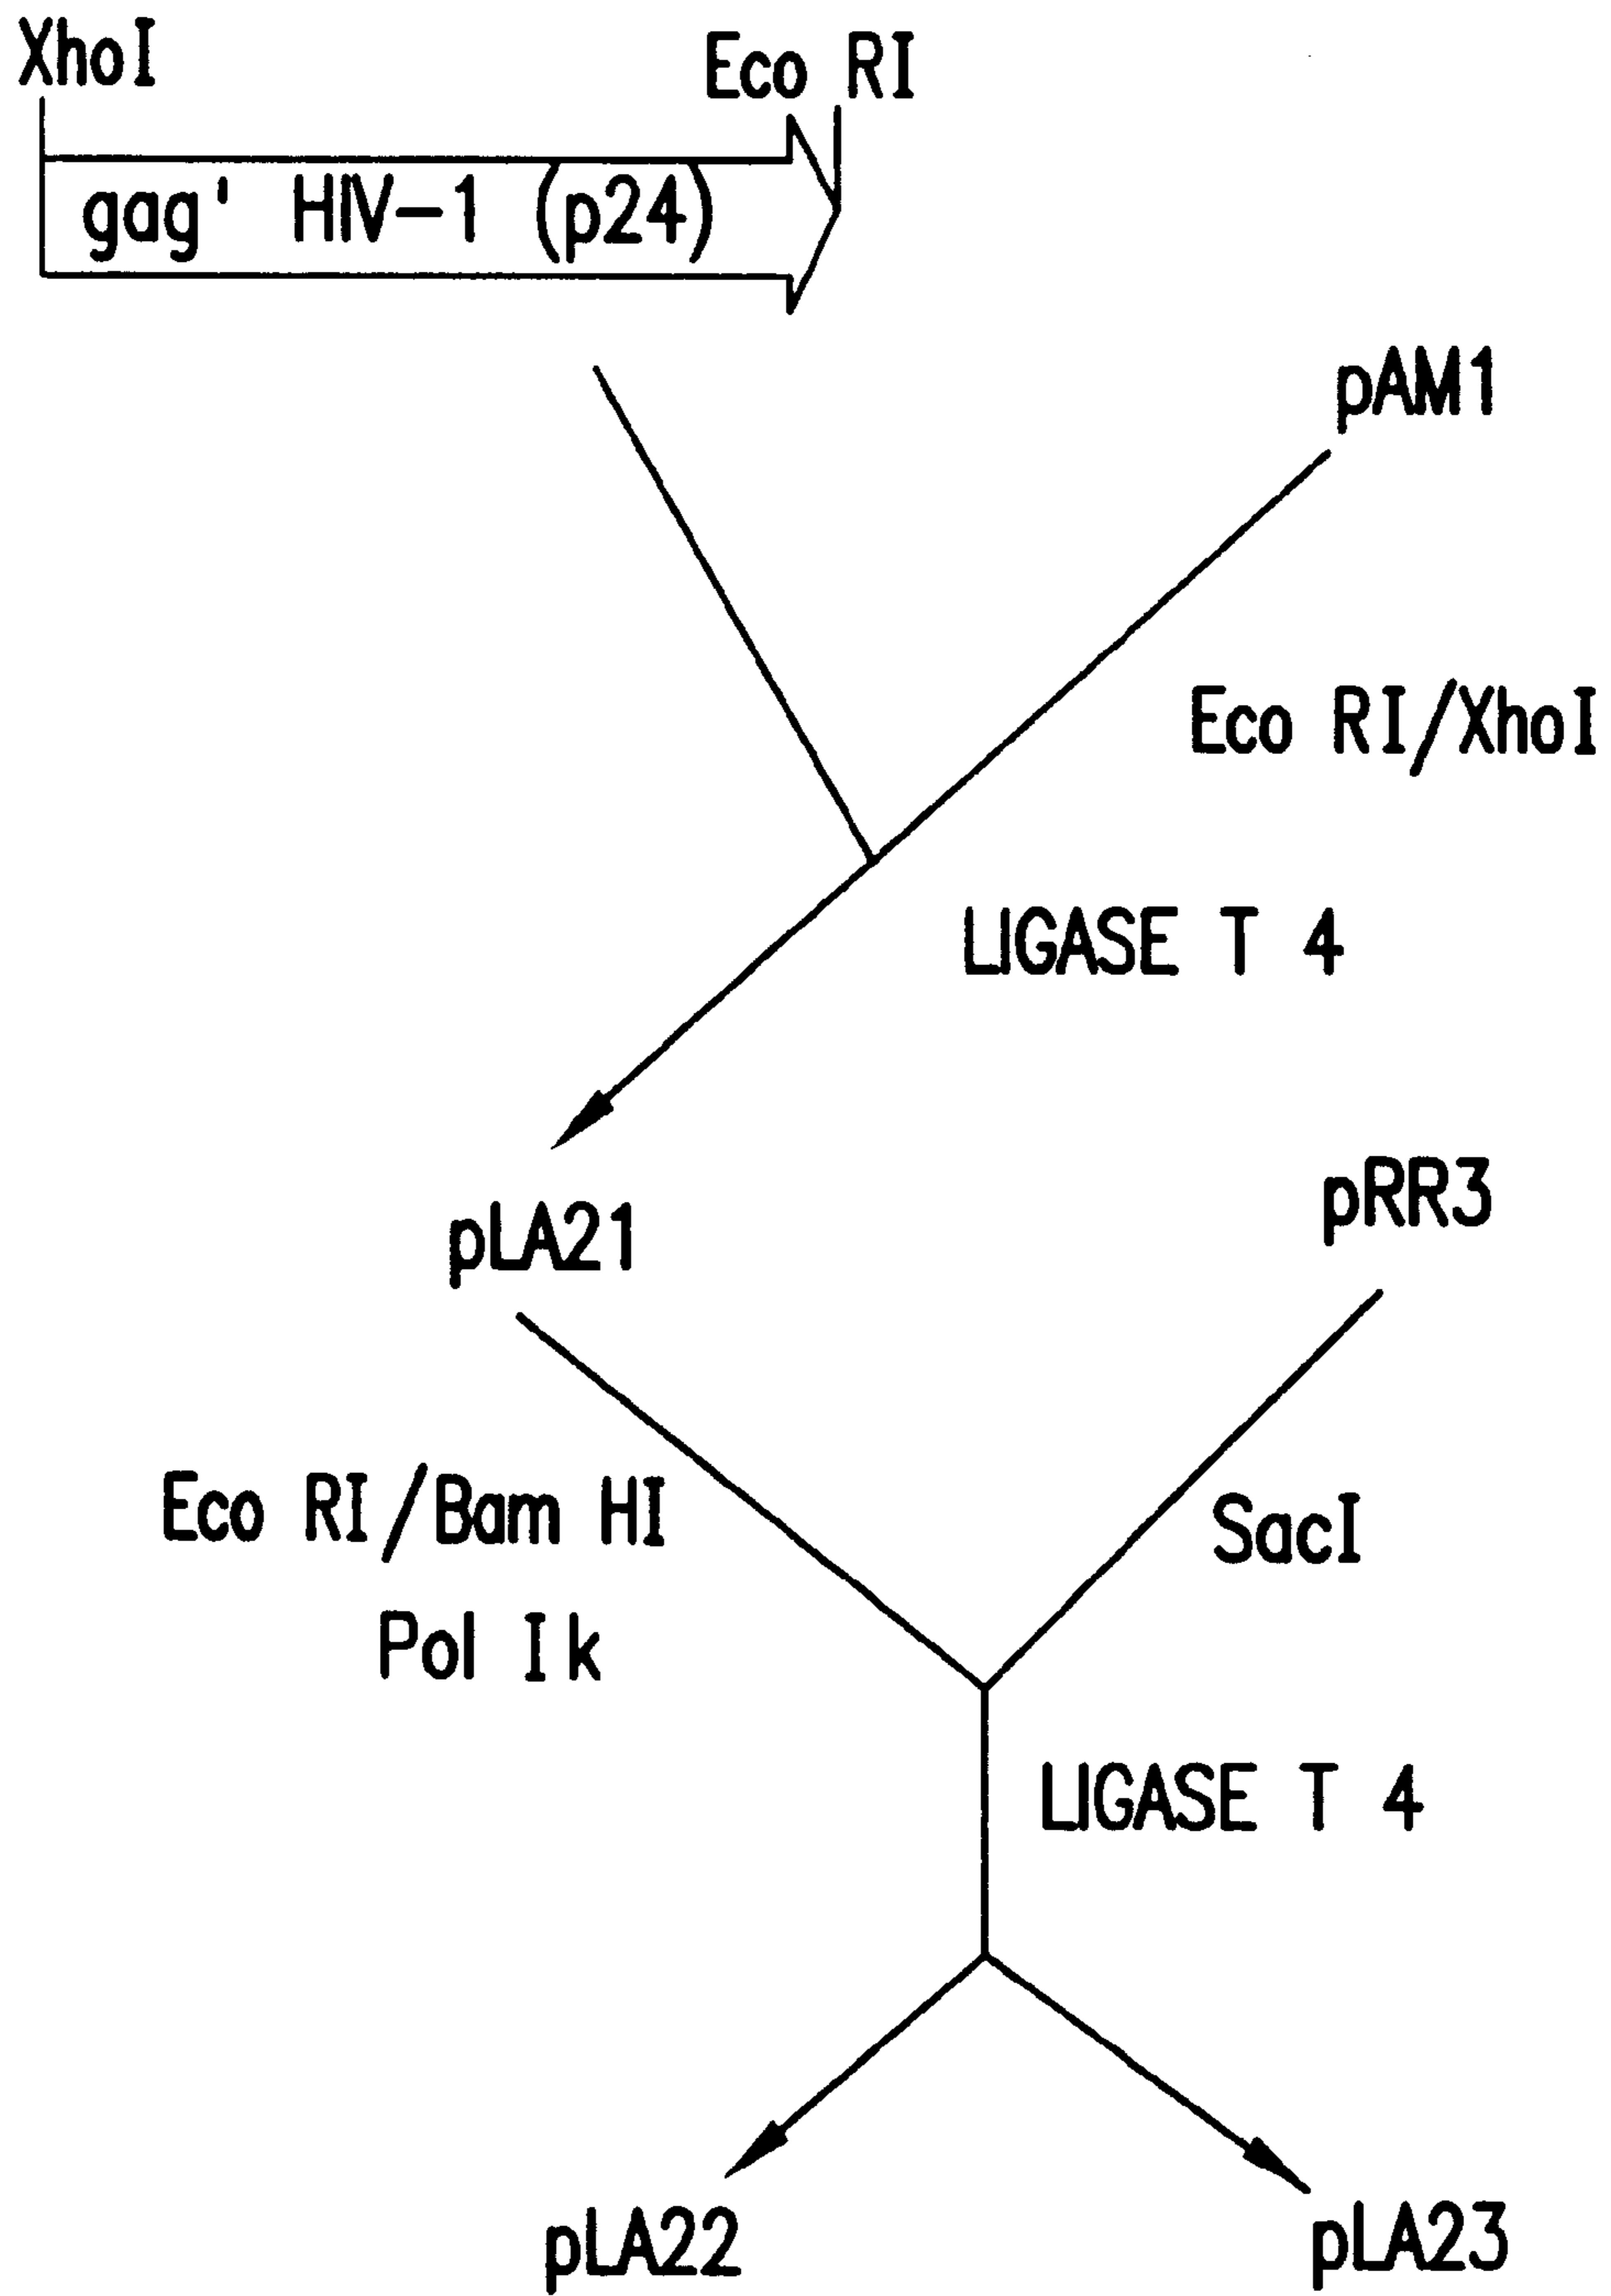 XhoI
Eco RI
gag' HIV-1 (p24)
pAM1
Eco RI/XhoI
LIGASE T 4
pLA21
pRR3
Eco RI/Bam HI
SacI
Pol Ik
LIGASE T 4
pLA22
pLA23